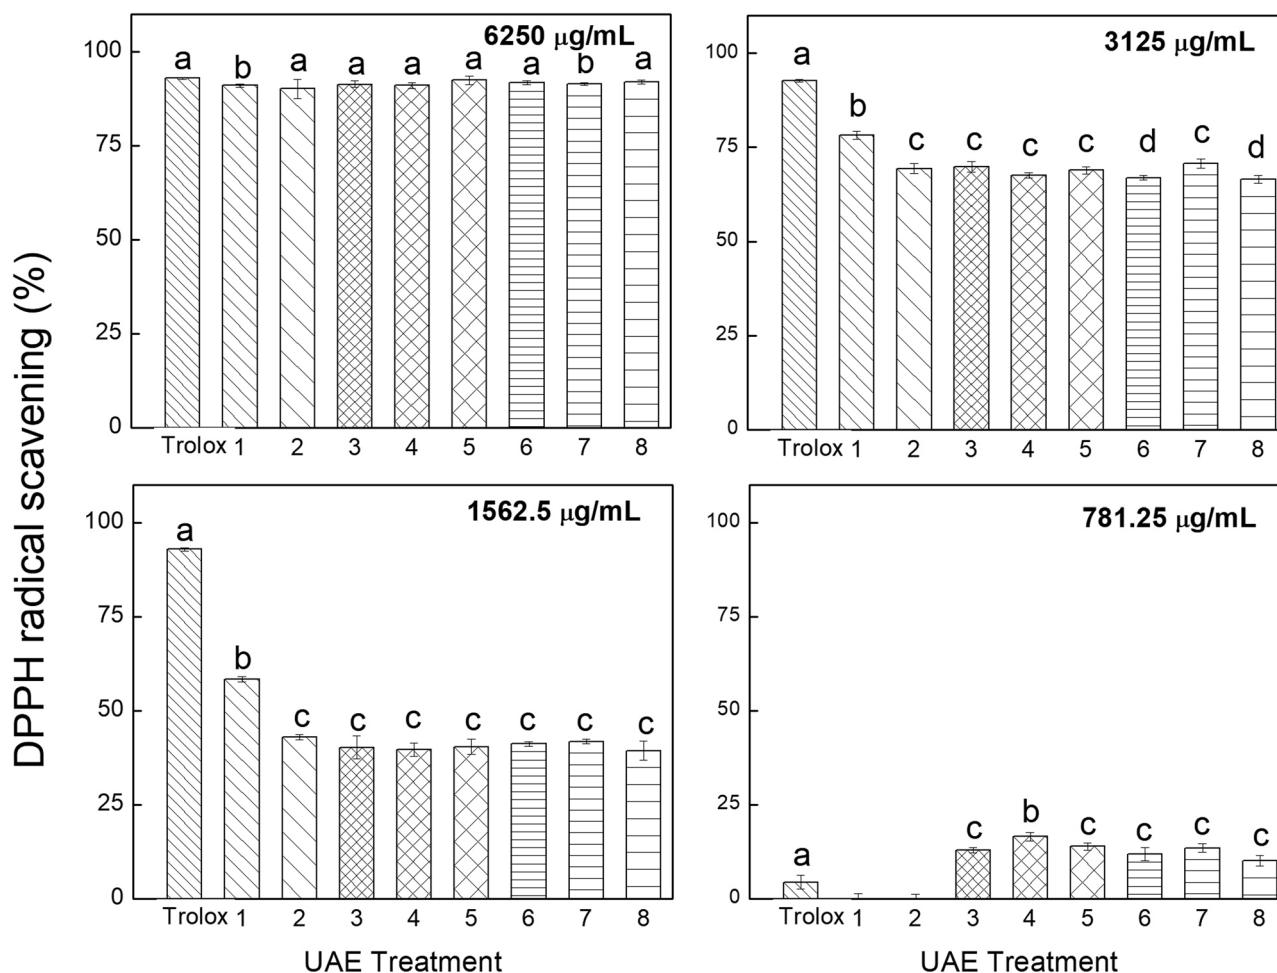 DPPH radical scavening (%)
6250 µg/mL
100
75
50
25
0
a b a a a a a b a
Trolox 1 2 3 4 5 6 7 8
3125 µg/mL
100
75
50
25
0
a b c c c c d c d
Trolox 1 2 3 4 5 6 7 8
1562.5 µg/mL
100
75
50
25
0
a b c c c c c c c
Trolox 1 2 3 4 5 6 7 8
UAE Treatment
781.25 µg/mL
100
75
50
25
0
a c b c c c c
Trolox 1 2 3 4 5 6 7 8
UAE Treatment